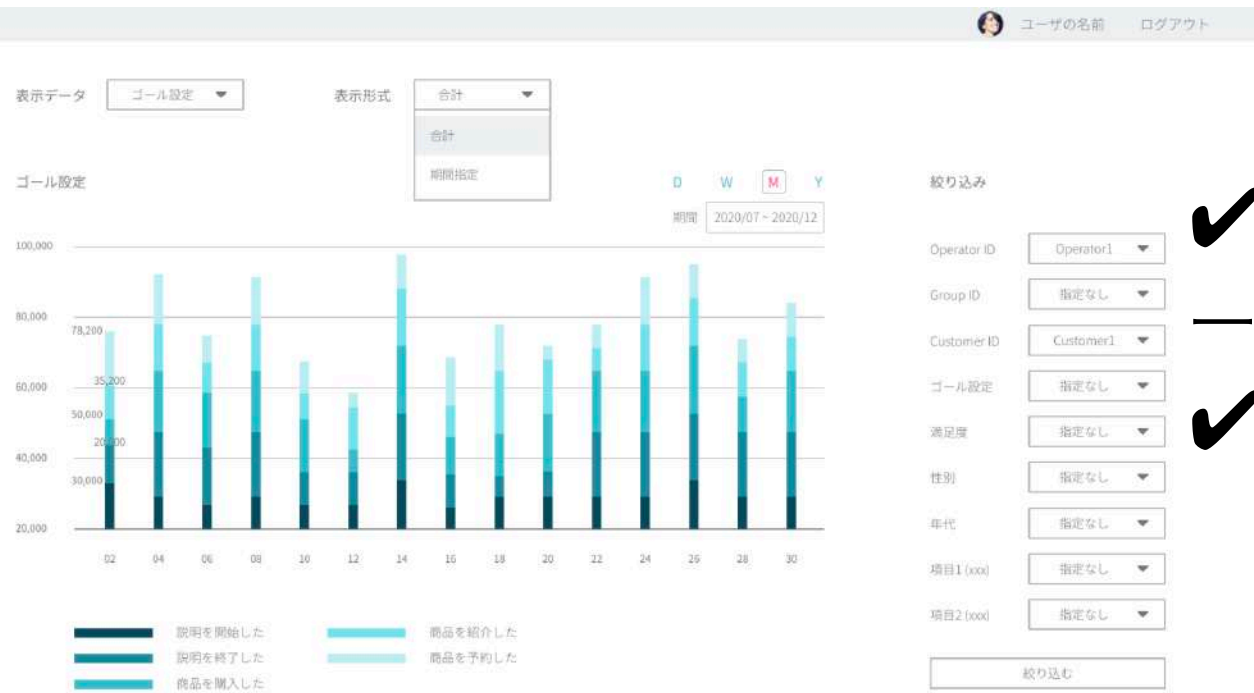 ユーザの名前 ログアウト
表示データ ゴール設定 表示形式 合計
合計
期間指定
ゴール設定 D W M Y 絞り込み
期間 2020/07 ~ 2020/12
100,000
80,000
78,200
60,000
35,200
50,000
20,000
40,000
30,000
20,000
02 04 06 08 10 12 14 16 18 20 22 24 26 28 30
説明を開始した 商品を紹介した
説明を終了した 商品を予約した
商品を購入した
Operator ID Operator1
Group ID 指定なし
Customer ID Customer1
ゴール設定 指定なし
満足度 指定なし
性別 指定なし
年代 指定なし
項目1 (xxx) 指定なし
項目2 (xxx) 指定なし
絞り込む